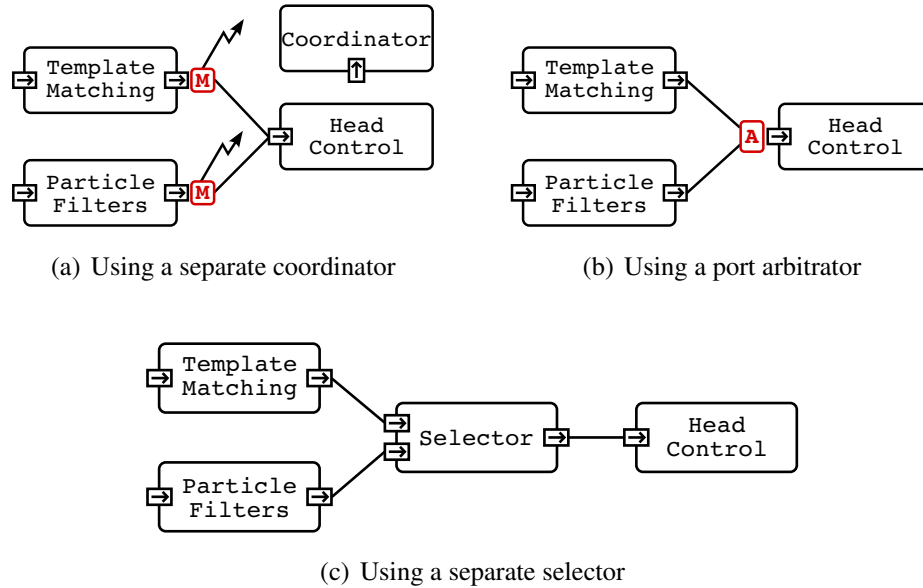 Template
Matching
M
Coordinator
Head
Control
Particle
Filters
M
(a) Using a separate coordinator
Template
Matching
A
Head
Control
Particle
Filters
(b) Using a port arbitrator
Template
Matching
Selector
Head
Control
Particle
Filters
(c) Using a separate selector